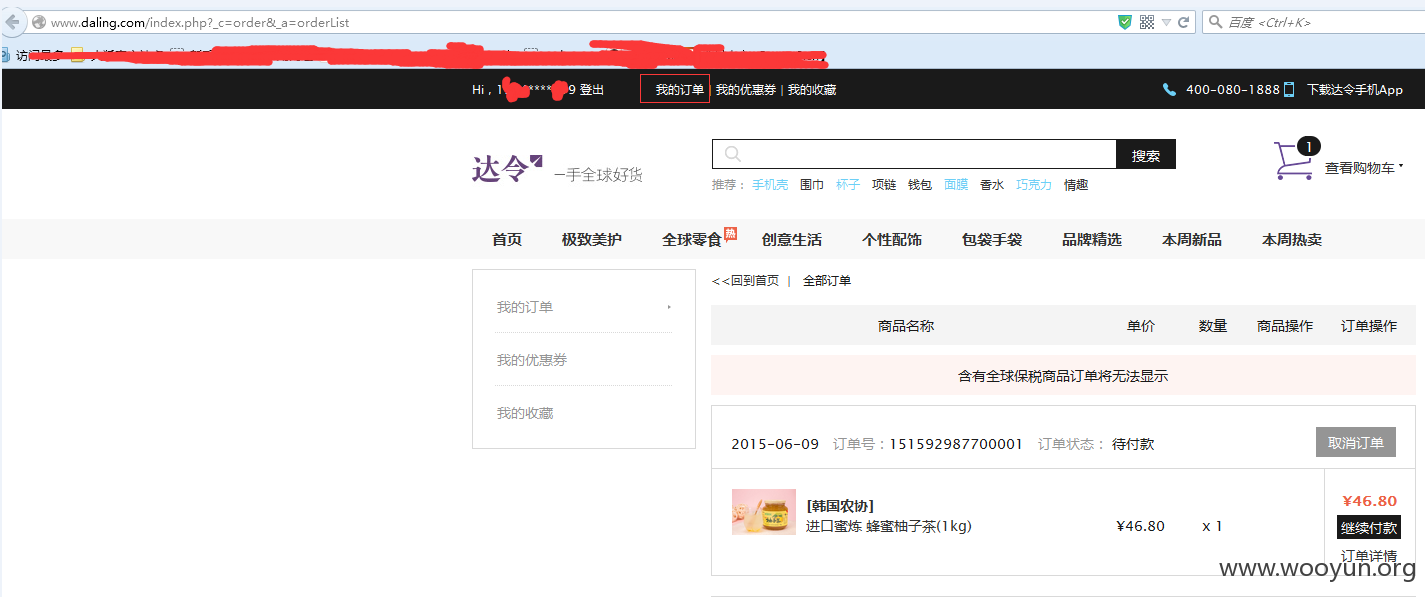 www.daling.com/index.php?_c=order&_a=orderList
百度 <Ctrl+K>
访问最多
Hi，1 ****9 登出 我的订单 | 我的优惠券 | 我的收藏 400-080-1888 下载达令手机App
达令 一手全球好货 搜索 1 查看购物车
推荐： 手机壳 围巾 杯子 项链 钱包 面膜 香水 巧克力 情趣
首页 极致美护 全球零食 热 创意生活 个性配饰 包袋手袋 品牌精选 本周新品 本周热卖
我的订单
我的优惠券
我的收藏
<<回到首页 | 全部订单
商品名称 单价 数量 商品操作 订单操作
含有全球保税商品订单将无法显示
2015-06-09 订单号：151592987700001 订单状态： 待付款 取消订单
[韩国农协]
进口蜜炼 蜂蜜柚子茶(1kg) ¥46.80 x 1
¥46.80
继续付款
订单详情
www.wooyun.org